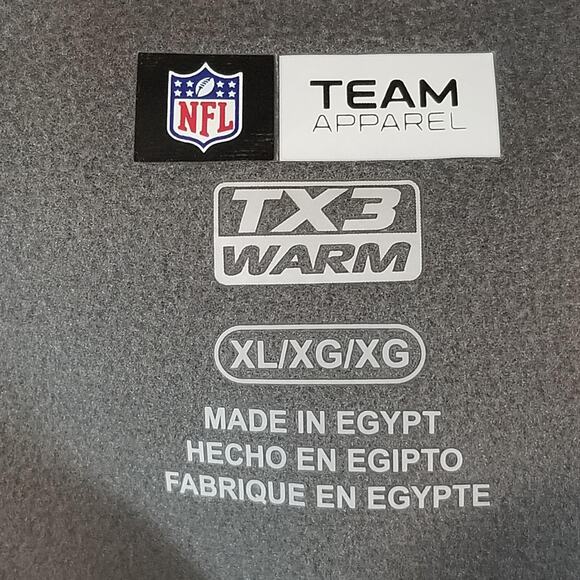 NFL
TEAM
APPAREL
TX3
WARM
XL/XG/XG
MADE IN EGYPT
HECHO EN EGIPTO
FABRIQUE EN EGYPTE